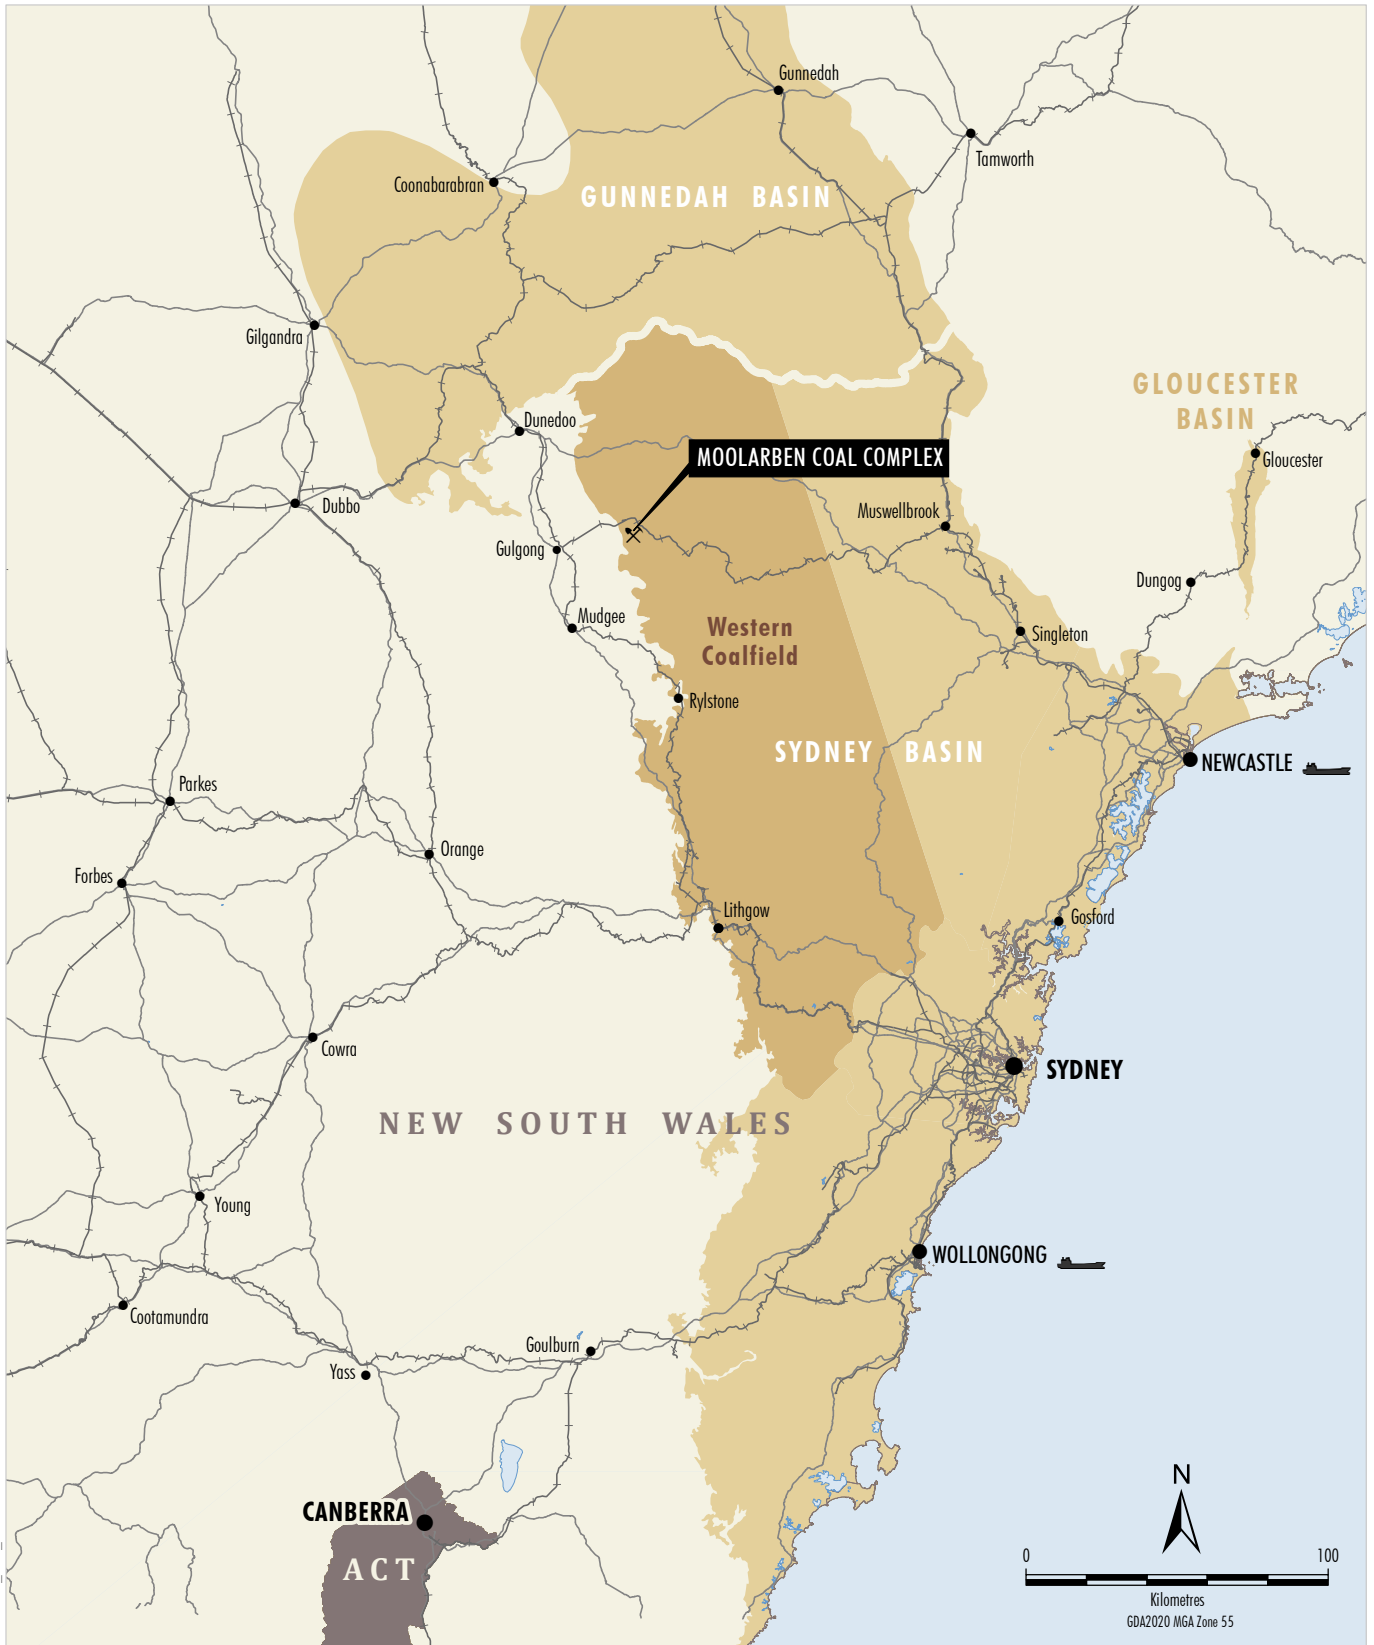 Gunnedah
Tamworth
Coonabarabran
GUNNEDAH BASIN
Gilgandra
GLOUCESTER
BASIN
Dunedoo
MOOLARBEN COAL COMPLEX
Gloucester
Dubbo
Muswellbrook
Gulgong
Dungog
Mudgee
Western
Coalfield
Singleton
Rylstone
SYDNEY BASIN
NEWCASTLE
Parkes
Orange
Forbes
Lithgow
Gosford
Cowra
SYDNEY
NEW SOUTH WALES
Young
WOLLONGONG
Cootamundra
Goulburn
Yass
N
CANBERRA
ACT
0 100
Kilometres
GDA2020 MGA Zone 55